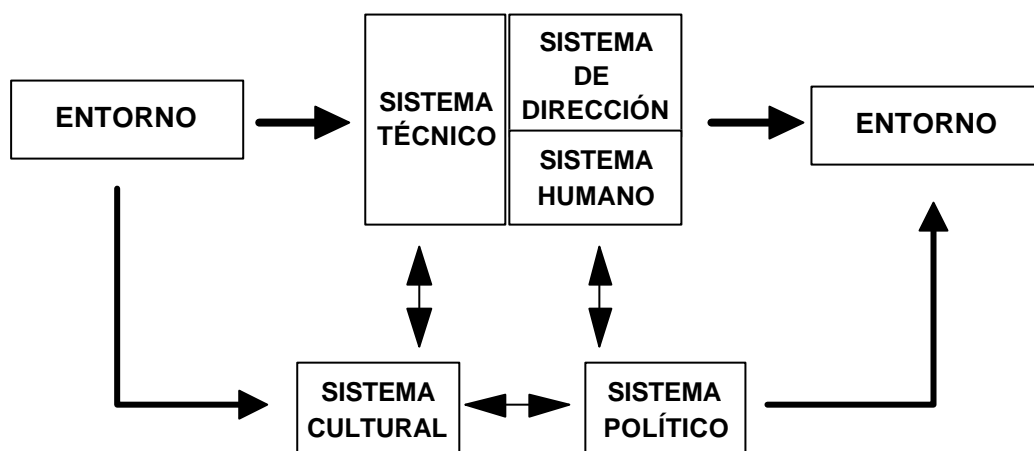 ENTORNO
SISTEMA
TÉCNICO
SISTEMA
DE
DIRECCIÓN
SISTEMA
HUMANO
ENTORNO
SISTEMA
CULTURAL
SISTEMA
POLÍTICO